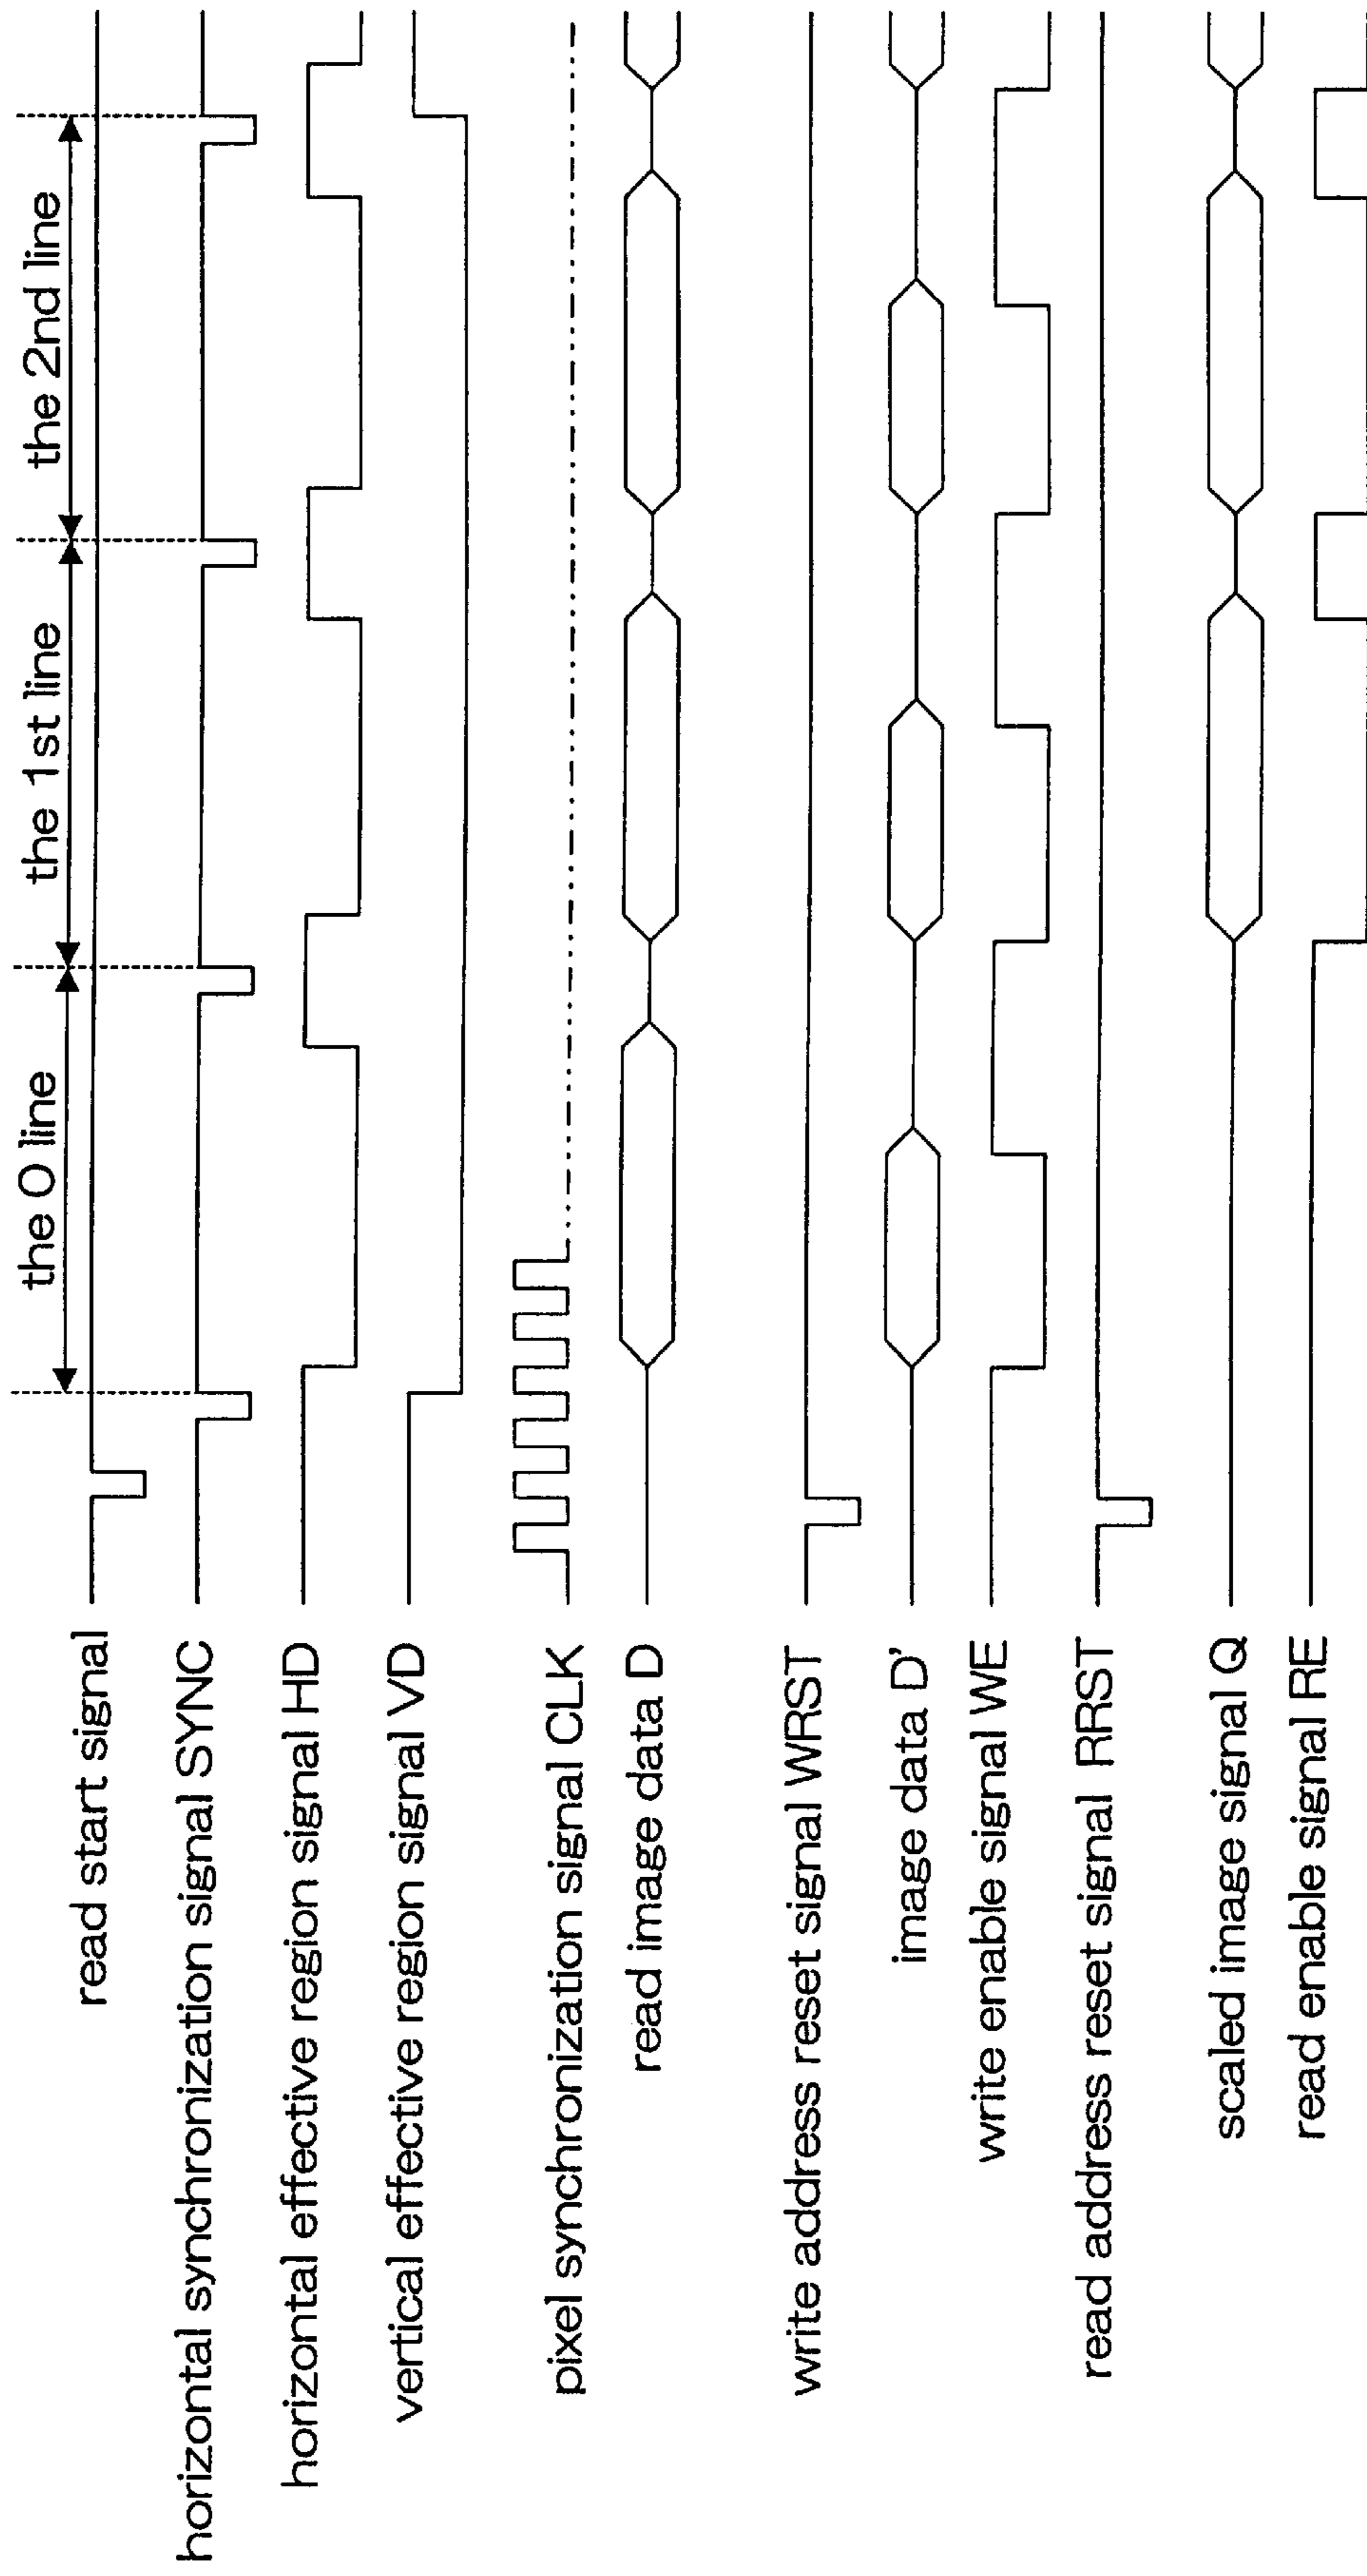 the 0 line
the 1st line
the 2nd line
read start signal
horizontal synchronization signal SYNC
horizontal effective region signal HD
vertical effective region signal VD
pixel synchronization signal CLK
read image data D
write address reset signal WRST
image data D'
write enable signal WE
read address reset signal RRST
scaled image signal Q
read enable signal RE